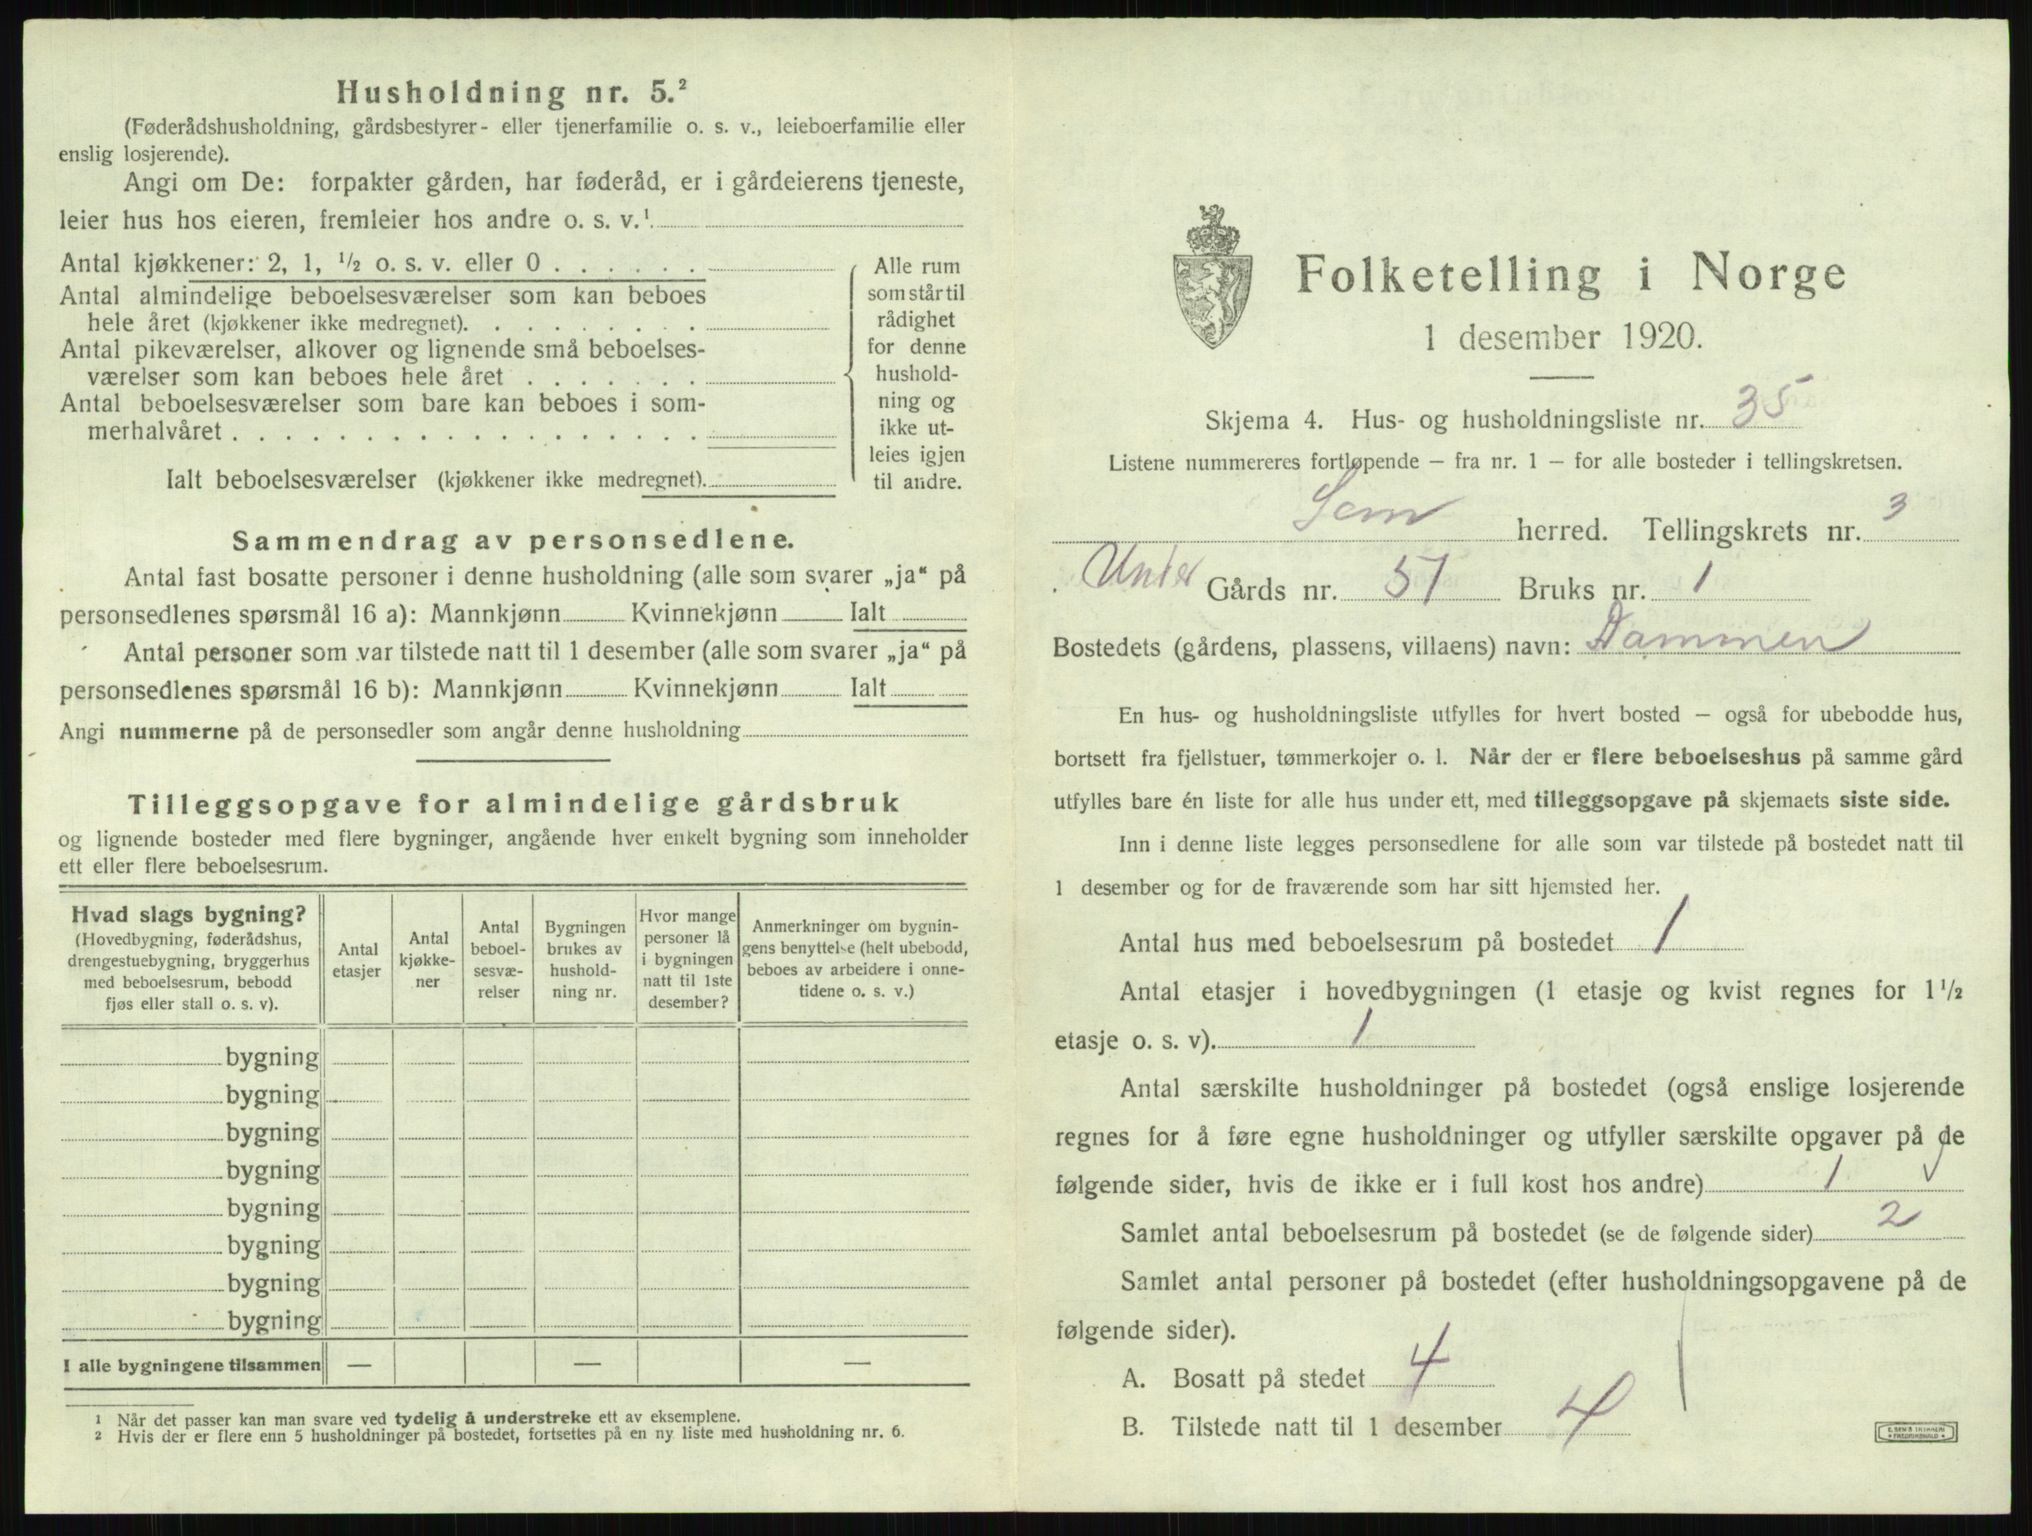 Husholdning nr. 5.²
(Føderådshusholdning, gårdsbestyrer- eller tjenerfamilie o. s. v., leieboerfamilie eller
enslig losjerende).
Angi om De: forpakter gården, har føderåd, er i gårdeierens tjeneste,
leier hus hos eieren, fremleier hos andre o. s. v.¹
Antal kjøkkener: 2, 1, ½ o. s. v. eller 0 . . . . . .
Antal almindelige beboelsesværelser som kan beboes
hele året (kjøkkener ikke medregnet). . . . . . . . .
Antal pikeværelser, alkover og lignende små beboelses-
værelser som kan beboes hele året . . . . . . .
Antal beboelsesværelser som bare kan beboes i som-
merhalvåret . . . . . . . . . . . . . . . . . .
Ialt beboelsesværelser (kjøkkener ikke medregnet).
Alle rum
som står til
rådighet
for denne
hushold-
ning og
ikke ut-
leies igjen
til andre.
Sammendrag av personsedlene.
Antal fast bosatte personer i denne husholdning (alle som svarer „ja“ på
personsedlenes spørsmål 16 a): Mannkjønn Kvinnekjønn Ialt
Antal personer som var tilstede natt til 1 desember (alle som svarer „ja“ på
personsedlenes spørsmål 16 b): Mannkjønn Kvinnekjønn Ialt
Angi nummerne på de personsedler som angår denne husholdning
Tilleggsopgave for almindelige gårdsbruk
og lignende bosteder med flere bygninger, angående hver enkelt bygning som inneholder
ett eller flere beboelsesrum.
Hvad slags bygning?
(Hovedbygning, føderådshus,
drengestuebygning, bryggerhus
med beboelsesrum, bebodd
fjøs eller stall o. s. v).
Antal
etasjer
Antal
kjøkke-
ner
Antal
beboel-
sesvæ-
relser
Bygningen
brukes av
hushold-
ning nr.
Hvor mange
personer lå
i bygningen
natt til 1ste
desember?
Anmerkninger om bygnin-
gens benyttelse (helt ubebodd,
beboes av arbeidere i onne-
tidene o. s. v.)
bygning
bygning
bygning
bygning
bygning
bygning
bygning
bygning
I alle bygningene tilsammen — — —
1 Når det passer kan man svare ved tydelig å understreke ett av eksemplene.
2 Hvis der er flere enn 5 husholdninger på bostedet, fortsettes på en ny liste med husholdning nr. 6.
Folketelling i Norge
1 desember 1920.
Skjema 4. Hus- og husholdningsliste nr. 35
Listene nummereres fortløpende – fra nr. 1 – for alle bosteder i tellingskretsen.
Sem herred. Tellingskrets nr. 3
Under Gårds nr. 51 Bruks nr. 1
Bostedets (gårdens, plassens, villaens) navn: Dammen
En hus- og husholdningsliste utfylles for hvert bosted – også for ubebodde hus,
bortsett fra fjellstuer, tømmerkojer o. l. Når der er flere beboelseshus på samme gård
utfylles bare én liste for alle hus under ett, med tilleggsopgave på skjemaets siste side.
Inn i denne liste legges personsedlene for alle som var tilstede på bostedet natt til
1 desember og for de fraværende som har sitt hjemsted her.
Antal hus med beboelsesrum på bostedet 1
Antal etasjer i hovedbygningen (1 etasje og kvist regnes for 1½
etasje o. s. v). 1
Antal særskilte husholdninger på bostedet (også enslige losjerende
regnes for å føre egne husholdninger og utfyller særskilte opgaver på de
følgende sider, hvis de ikke er i full kost hos andre) 1
Samlet antal beboelsesrum på bostedet (se de følgende sider) 2
Samlet antal personer på bostedet (efter husholdningsopgavene på de
følgende sider).
A. Bosatt på stedet 4
B. Tilstede natt til 1 desember 4